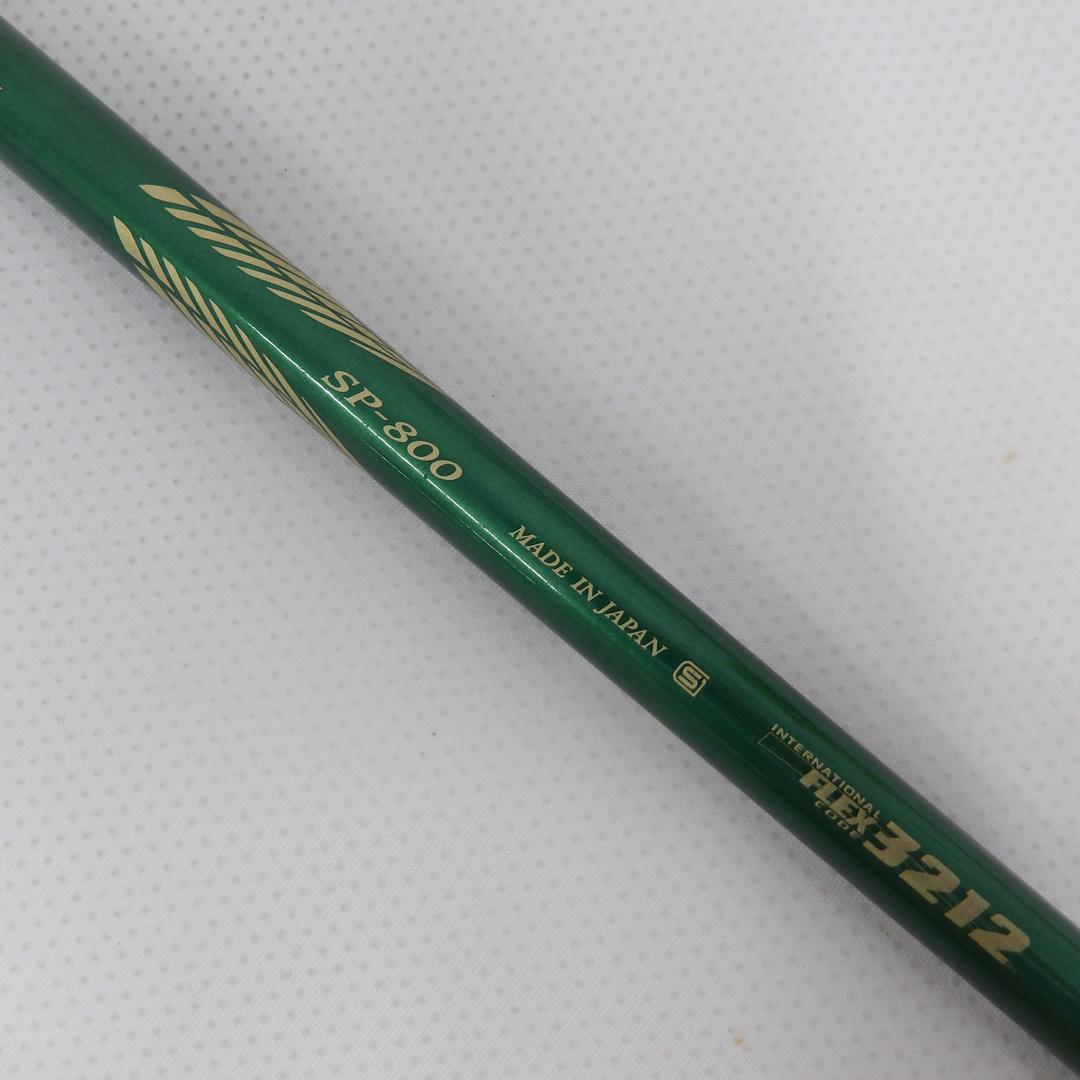 SP-800
MADE IN JAPAN
S
INTERNATIONAL
FLEX 3212
CODE